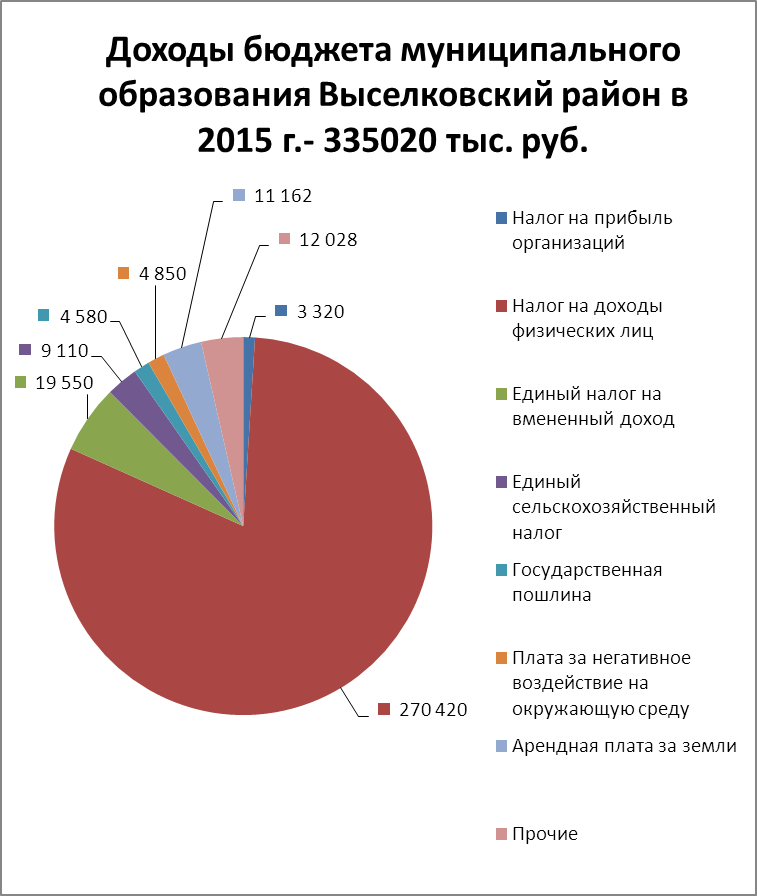 Доходы бюджета муниципального
образования Выселковский район в
2015 г.- 335020 тыс. руб.
11 162
12 028
4 850
3 320
4 580
9 110
19 550
270 420
Налог на прибыль
организаций
Налог на доходы
физических лиц
Единый налог на
вмененный доход
Единый
сельскохозяйственный
налог
Государственная
пошлина
Плата за негативное
воздействие на
окружающую среду
Арендная плата за земли
Прочие